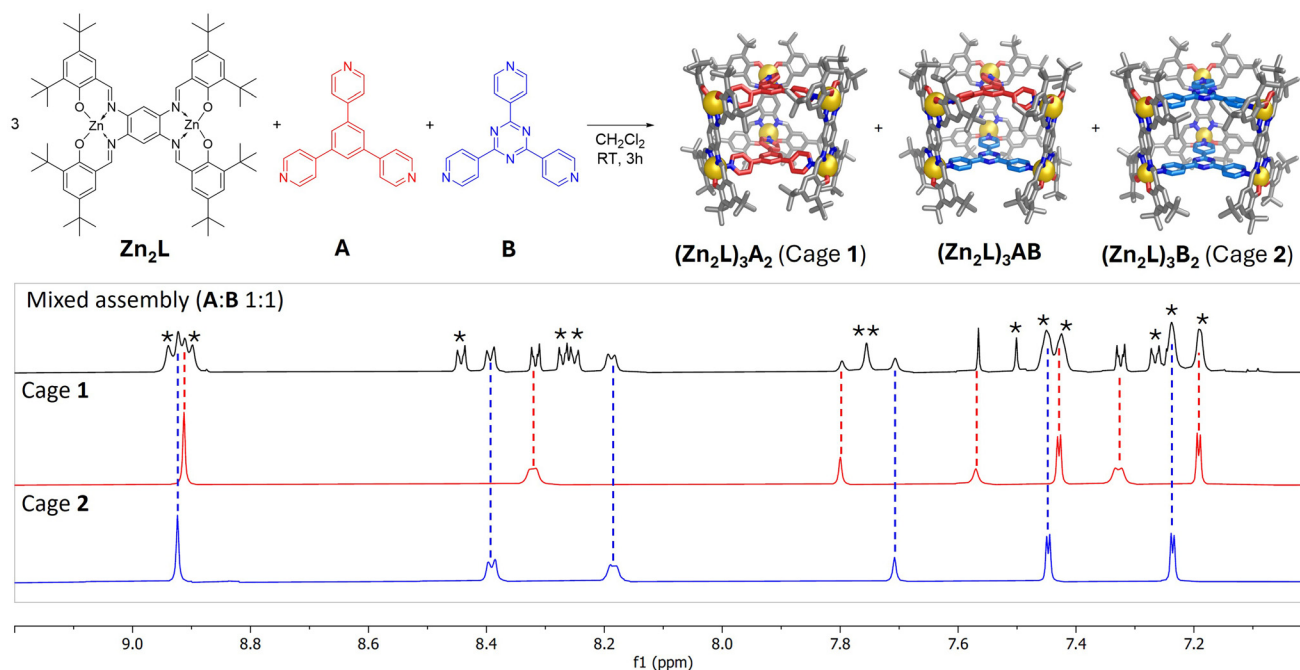 3
N
N
O
O
Zn
Zn
O
O
N
N
+
N
N
N
+
N
N
N
N
N
N
CH₂Cl₂
RT, 3h
+
+
Zn₂L
A
B
(Zn₂L)₃A₂ (Cage 1)
(Zn₂L)₃AB
(Zn₂L)₃B₂ (Cage 2)
Mixed assembly (A:B 1:1)
* * * * * * * * * * * * *
Cage 1
Cage 2
9.0 8.8 8.6 8.4 8.2 8.0 7.8 7.6 7.4 7.2
f1 (ppm)